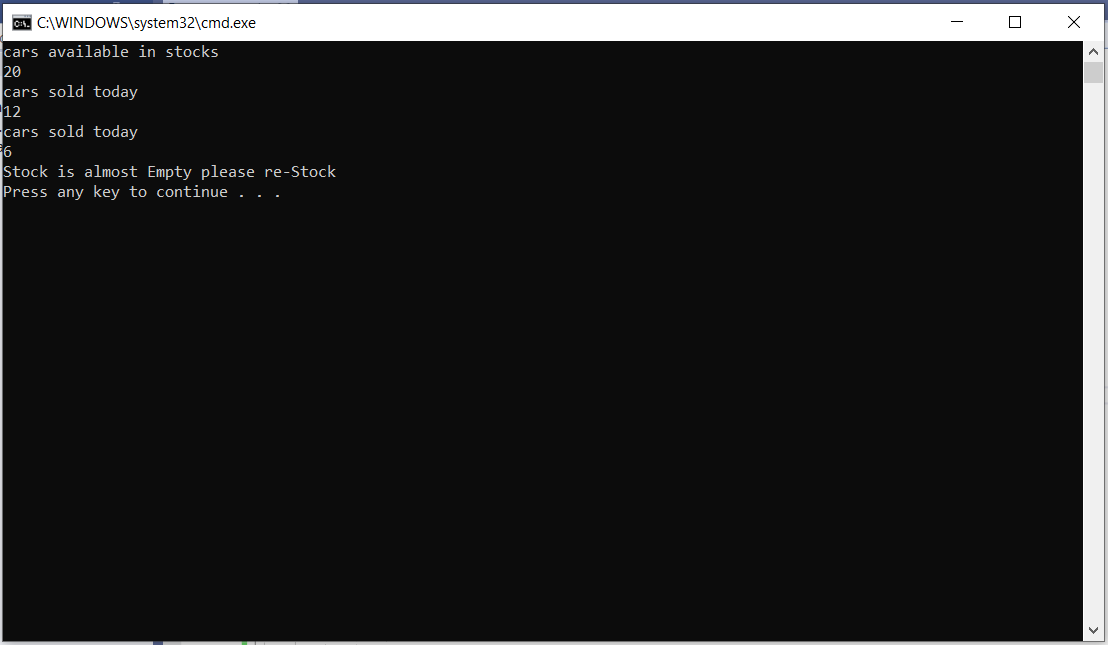 C:\WINDOWS\system32\cmd.exe
cars available in stocks
20
cars sold today
12
cars sold today
6
Stock is almost Empty please re-Stock
Press any key to continue . . .